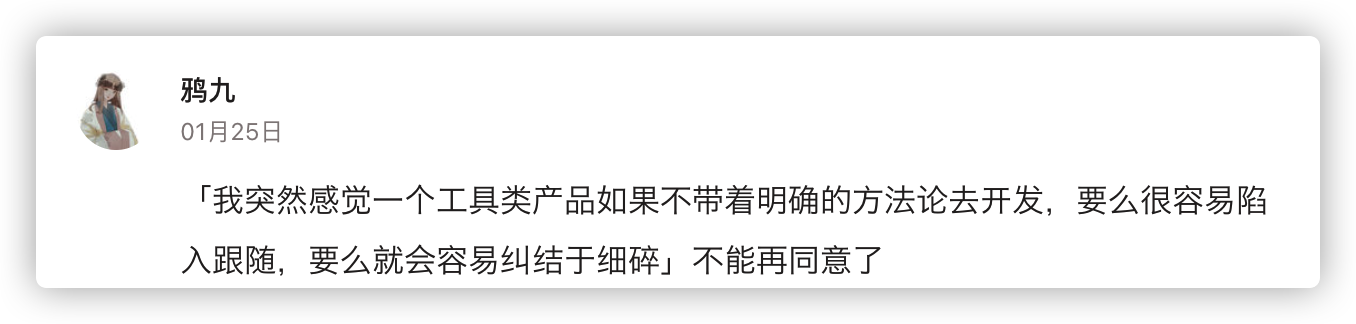 鸦九
01月25日
「我突然感觉一个工具类产品如果不带着明确的方法论去开发，要么很容易陷
入跟随，要么就会容易纠结于细碎」不能再同意了